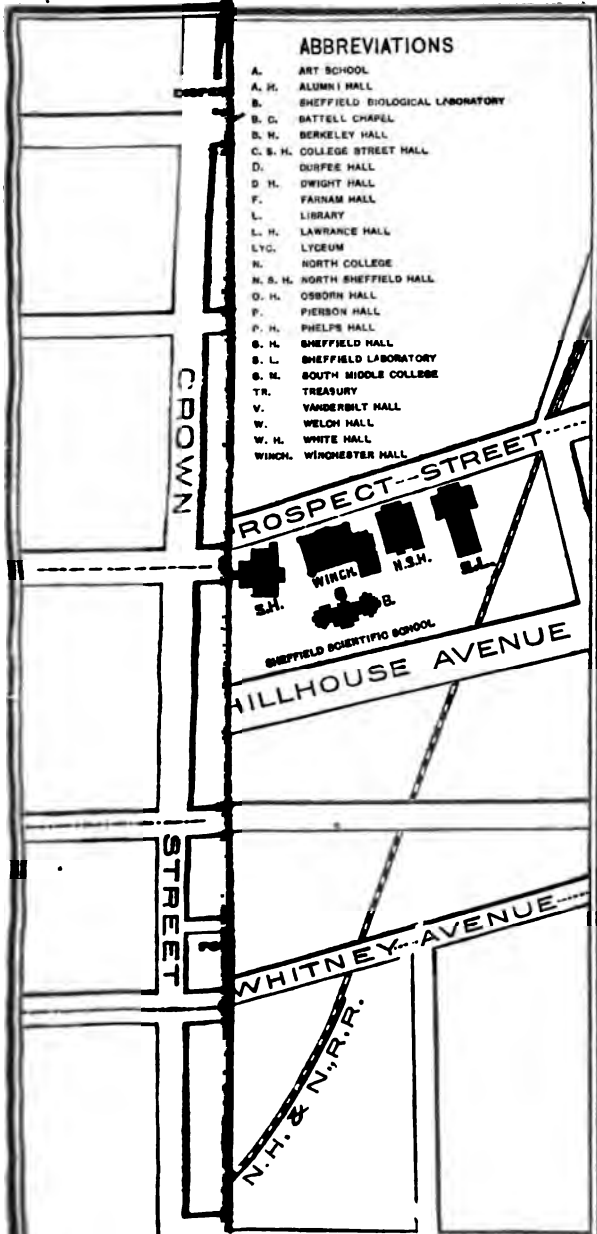 ABBREVIATIONS
A. ART SCHOOL
A. H. ALUMNI HALL
B. SHEFFIELD BIOLOGICAL LABORATORY
B. C. BATTELL CHAPEL
B. H. BERKELEY HALL
C. S. H. COLLEGE STREET HALL
D. DURFEE HALL
D H. DWIGHT HALL
F. FARNAM HALL
L. LIBRARY
L. H. LAWRANCE HALL
LYC. LYCEUM
N. NORTH COLLEGE
N. S. H. NORTH SHEFFIELD HALL
O. H. OSBORN HALL
P. PIERSON HALL
P. H. PHELPS HALL
S. H. SHEFFIELD HALL
S. L. SHEFFIELD LABORATORY
S. M. SOUTH MIDDLE COLLEGE
TR. TREASURY
V. VANDERBILT HALL
W. WELCH HALL
W. H. WHITE HALL
WINCH. WINCHESTER HALL
CROWN STREET
ROSPECT STREET
S.H.
WINCH.
N.S.H.
S.L.
B.
SHEFFIELD SCIENTIFIC SCHOOL
HILLHOUSE AVENUE
WHITNEY AVENUE
N.H. & N., R.R.